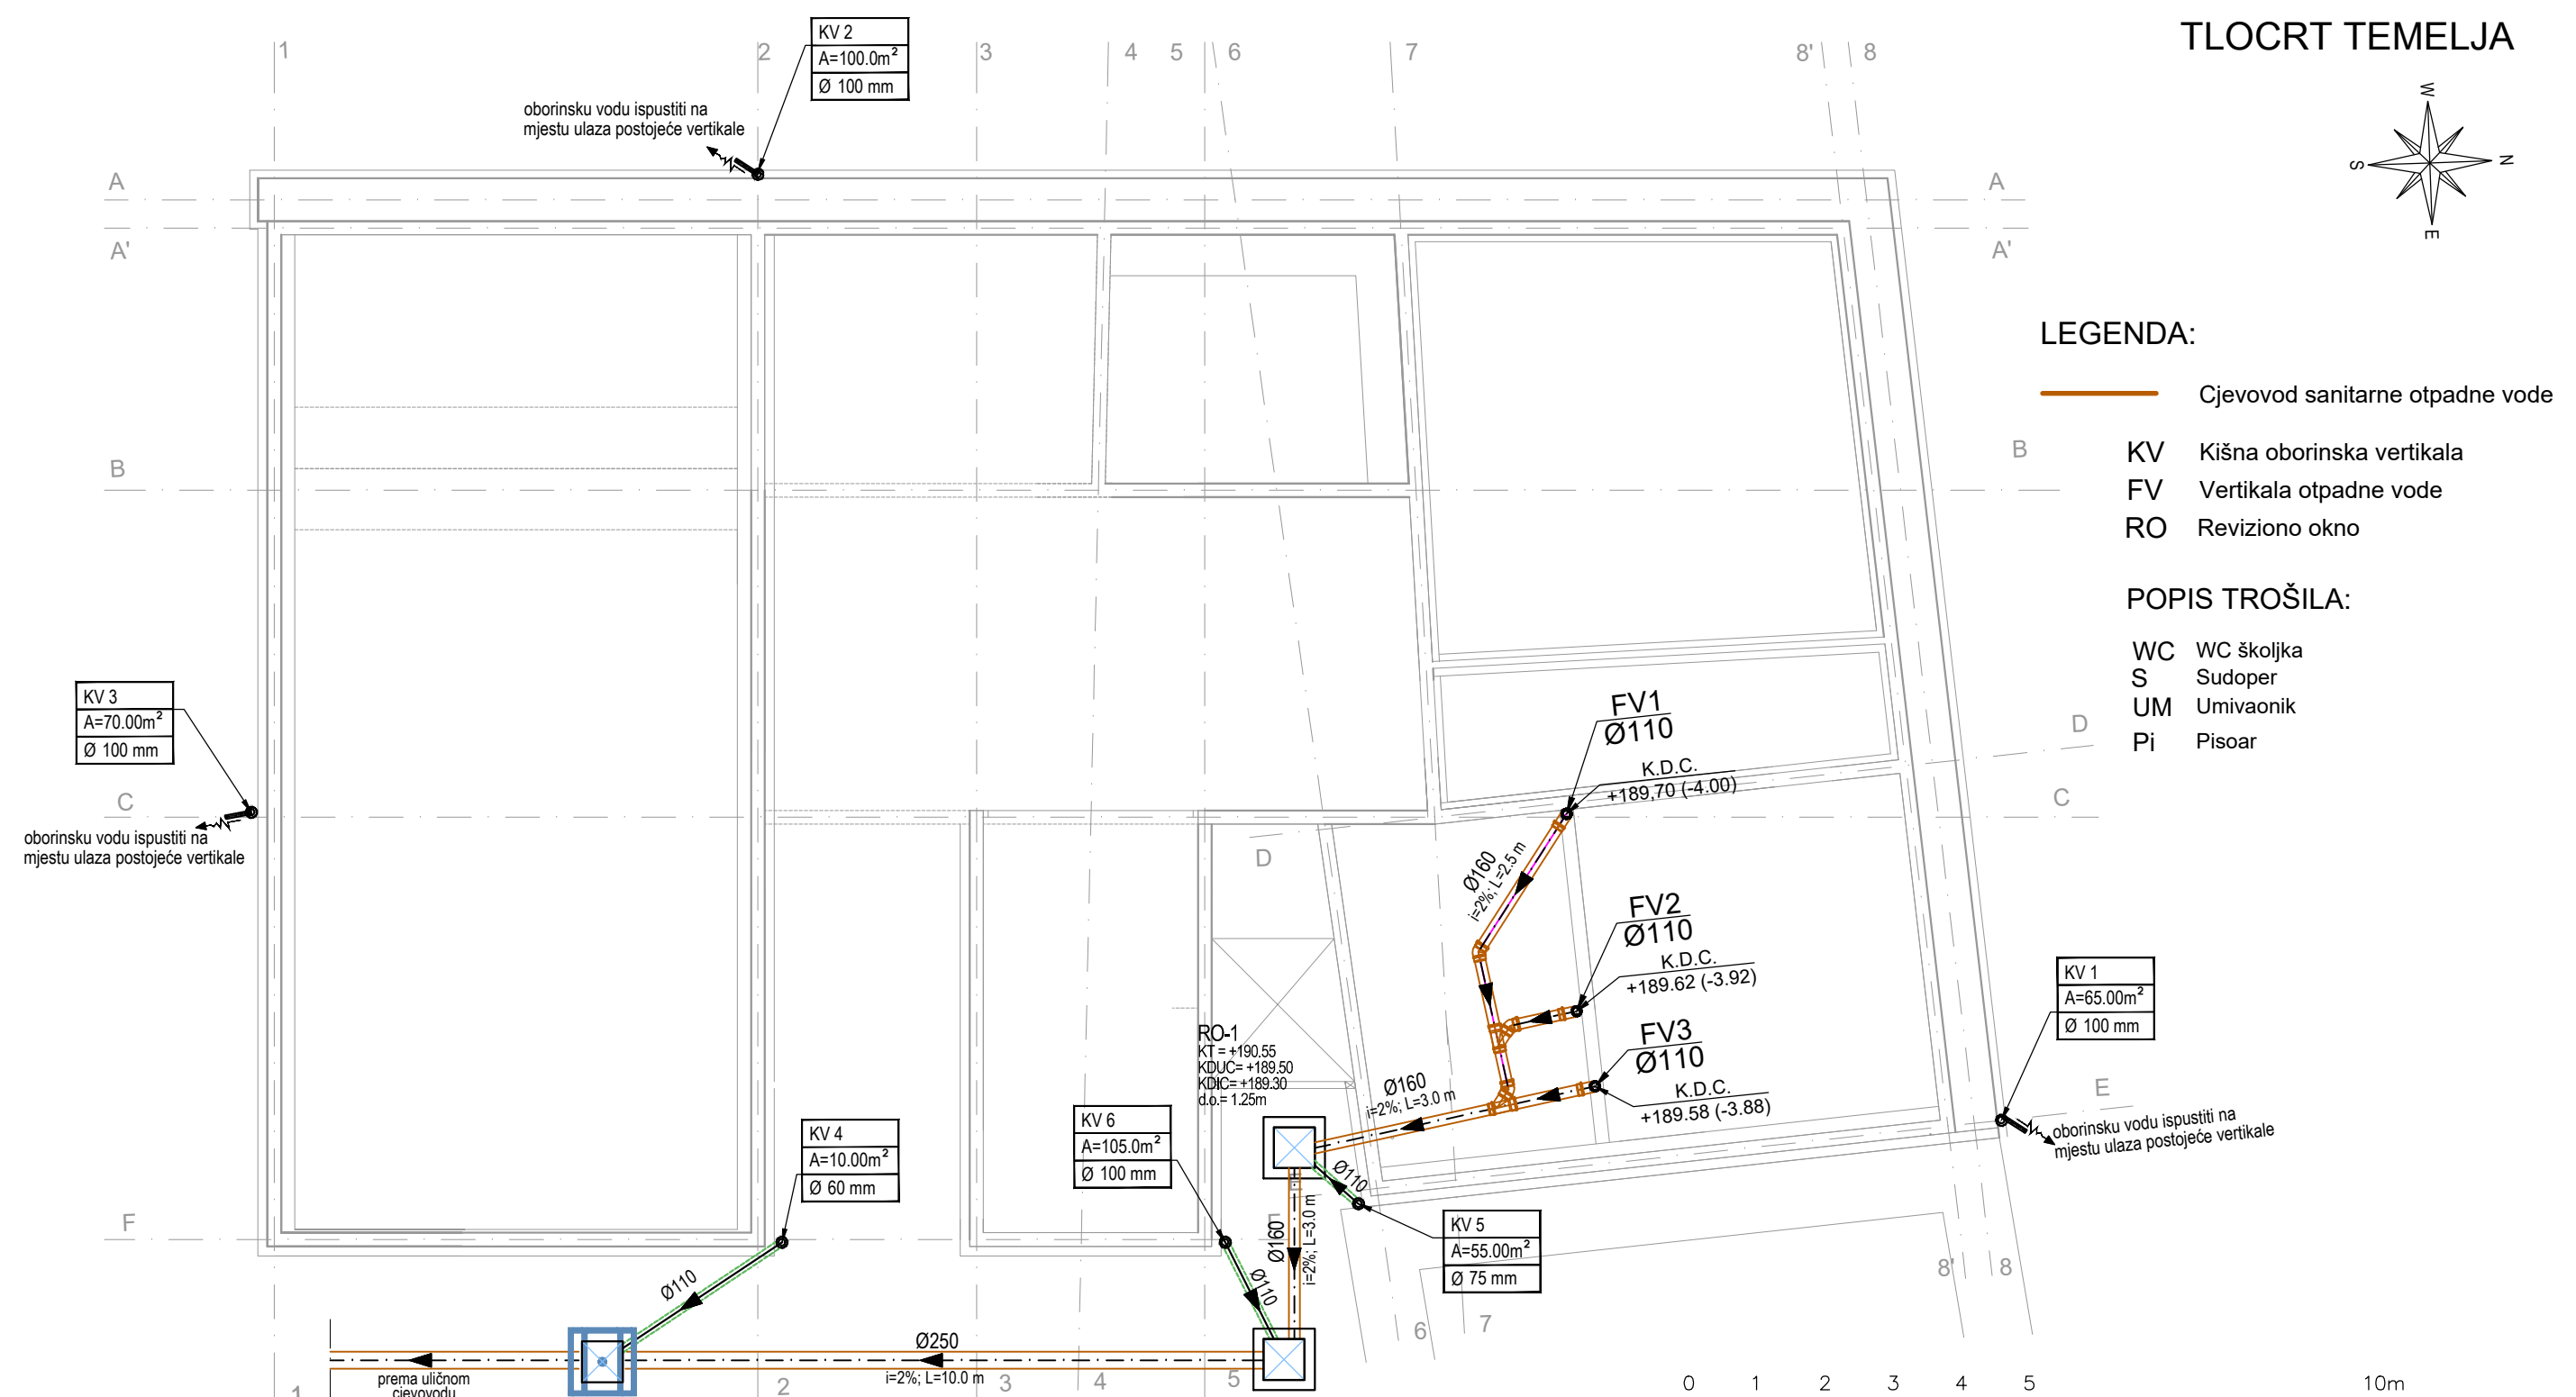 TLOCRT TEMELJA
1
2
3
4
5
6
7
8'
8
KV 2
A=100.0m²
Ø 100 mm
oborinsku vodu ispustiti na
mjestu ulaza postojeće vertikale
W
N
S
E
A
A
A'
A'
LEGENDA:
Cjevovod sanitarne otpadne vode
KV Kišna oborinska vertikala
FV Vertikala otpadne vode
RO Reviziono okno
B
B
POPIS TROŠILA:
WC WC školjka
S Sudoper
UM Umivaonik
Pi Pisoar
KV 3
A=70.00m²
Ø 100 mm
C
oborinsku vodu ispustiti na
mjestu ulaza postojeće vertikale
FV1
Ø110
K.D.C.
+189,70 (-4.00)
D
C
D
Ø160
i=2%; L=2.5 m
FV2
Ø110
K.D.C.
+189.62 (-3.92)
FV3
Ø110
K.D.C.
+189.58 (-3.88)
KV 1
A=65.00m²
Ø 100 mm
E
oborinsku vodu ispustiti na
mjestu ulaza postojeće vertikale
RO-1
KT = +190.55
KDUC= +189.50
KDIC= +189.30
d.o.= 1.25m
Ø160
i=2%; L=3.0 m
KV 4
A=10.00m²
Ø 60 mm
KV 6
A=105.0m²
Ø 100 mm
Ø110
E
KV 5
A=55.00m²
Ø 75 mm
F
F
Ø160
i=2%; L=3.0 m
Ø110
Ø110
Ø250
i=2%; L=10.0 m
prema uličnom
cjevovodu
1
2
3
4
5
6
7
8'
8
0 1 2 3 4 5 10m